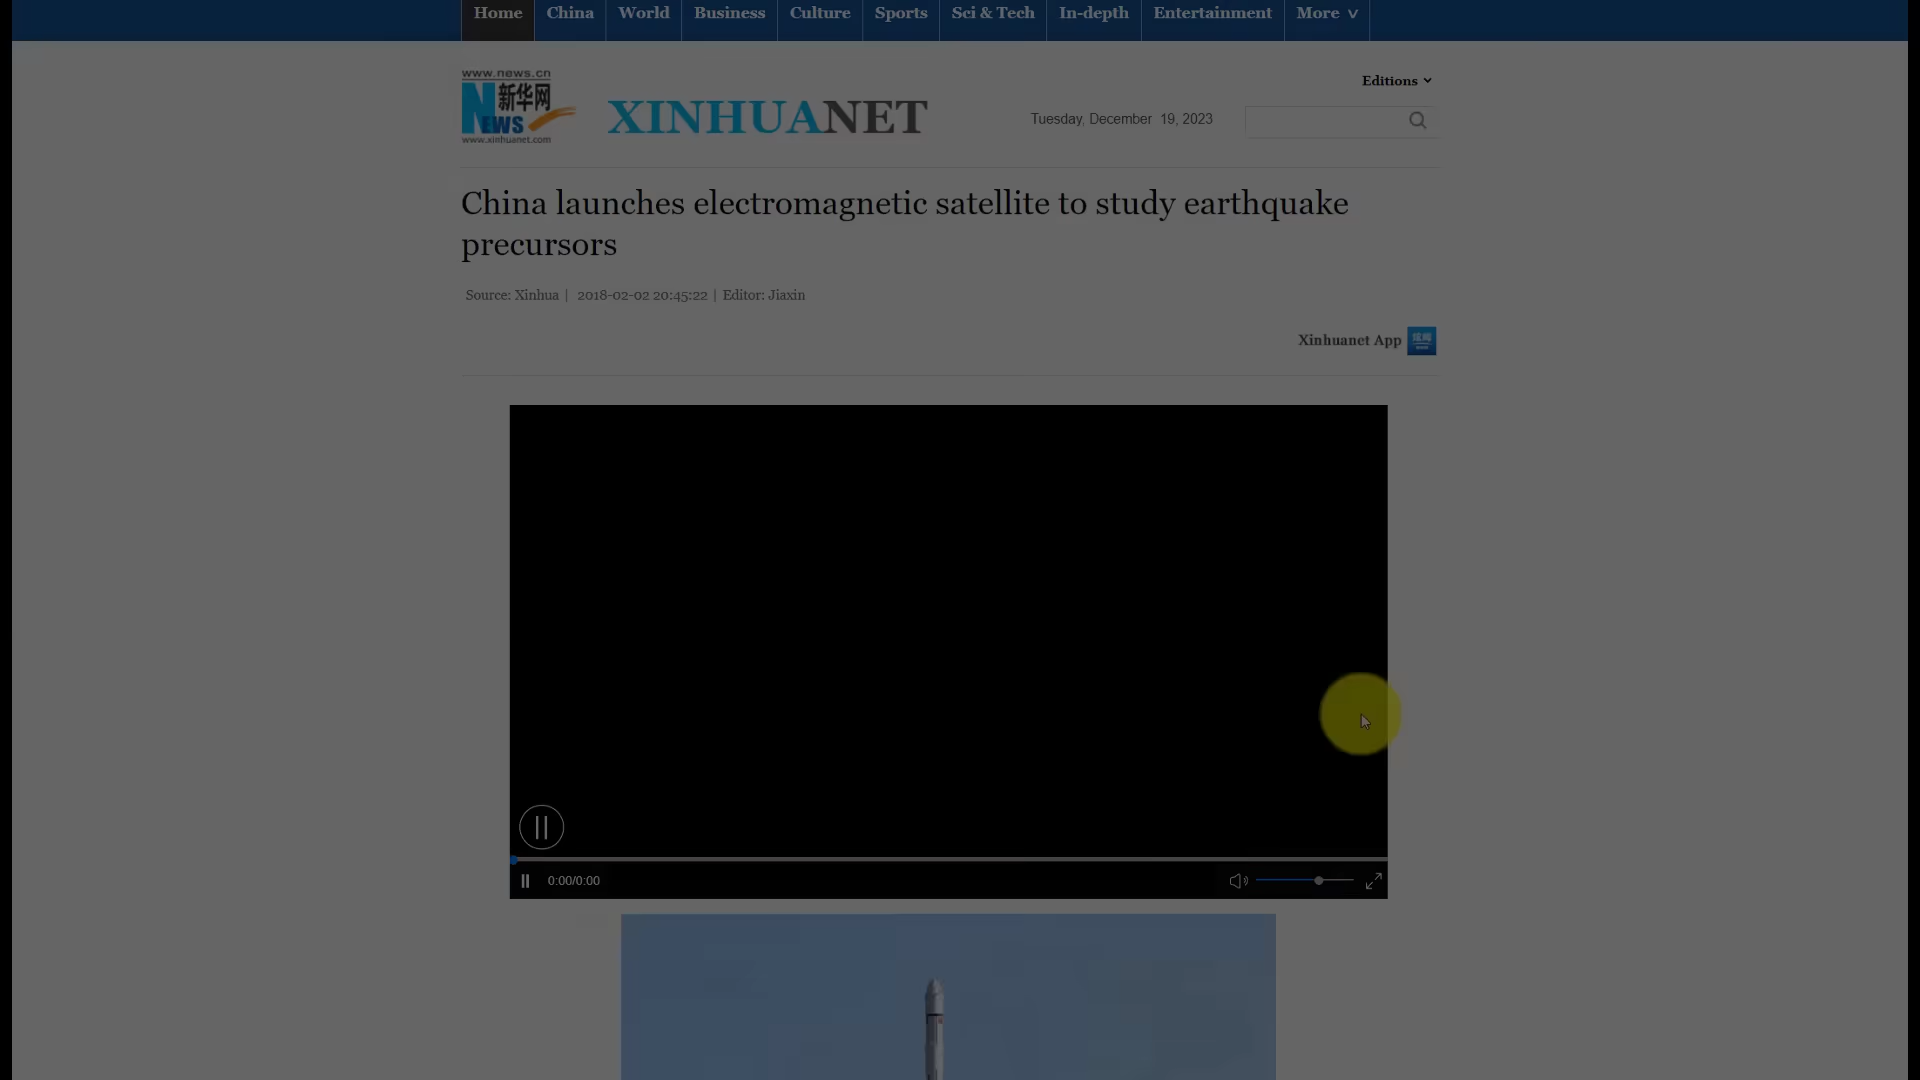 Home China World Business Culture Sports Sci & Tech In-depth Entertainment More
www.news.cn
新华网
NEWS
www.xinhuanet.com
XINHUANET
Editions
Tuesday, December 19, 2023
China launches electromagnetic satellite to study earthquake
precursors
Source: Xinhua | 2018-02-02 20:45:22 | Editor: Jiaxin
Xinhuanet App
0:00/0:00